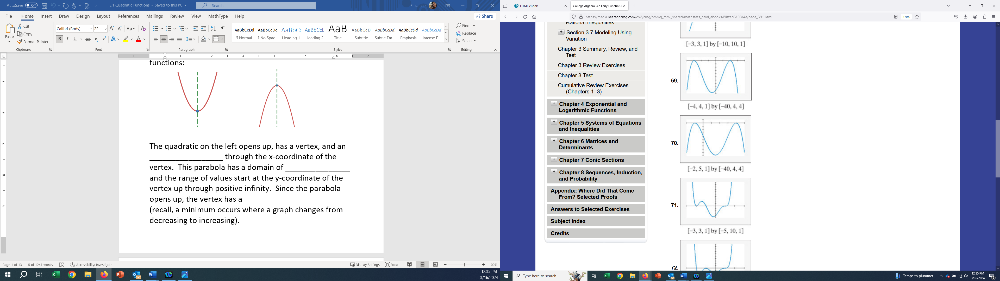 AutoSave Off
3.1 Quadratic Functions - Saved to this PC
Search
Eliza Lee
File Home Insert Draw Design Layout References Mailings Review View MathType Help
Share
Paste
Cut
Copy
Format Painter
Clipboard
Calibri (Body) 22
Font
Paragraph
AaBbCcDd AaBbCcDd AaBbCc AaBbCcE AaB AaBbCcD AaBbCcDd AaBbCcDd AaBbCcDd
¶ Normal ¶ No Spac... Heading 1 Heading 2 Title Subtitle Subtle Em... Emphasis Intense E...
Styles
Find
Replace
Select
Editing
functions:
The quadratic on the left opens up, has a vertex, and an
_________________ through the x-coordinate of the
vertex.  This parabola has a domain of _______________
and the range of values start at the y-coordinate of the
vertex up through positive infinity.  Since the parabola
opens up, the vertex has a _______________________
(recall, a minimum occurs where a graph changes from
decreasing to increasing).
Page 1 of 13 5 of 1241 words Accessibility: Investigate
Display Settings Focus 100%
12:35 PM
3/16/2024
HTML eBook
College Algebra: An Early Functions
https://media.pearsoncmg.com/ov2/cmg/pmmg_mml_shared/mathstats_html_ebooks/BlitzerCAEFA4e/page_391.html
170%
Rational Inequalities
Section 3.7 Modeling Using
Variation
Chapter 3 Summary, Review, and
Test
Chapter 3 Review Exercises
Chapter 3 Test
Cumulative Review Exercises
(Chapters 1–3)
Chapter 4 Exponential and
Logarithmic Functions
Chapter 5 Systems of Equations
and Inequalities
Chapter 6 Matrices and
Determinants
Chapter 7 Conic Sections
Chapter 8 Sequences, Induction,
and Probability
Appendix: Where Did That Come
From? Selected Proofs
Answers to Selected Exercises
Subject Index
Credits
[−3, 3, 1] by [−10, 10, 1]
69.
[−4, 4, 1] by [−40, 4, 4]
70.
[−2, 5, 1] by [−40, 4, 4]
71.
[−3, 3, 1] by [−5, 10, 1]
72.
Type here to search
Temps to plummet
12:35 PM
3/16/2024